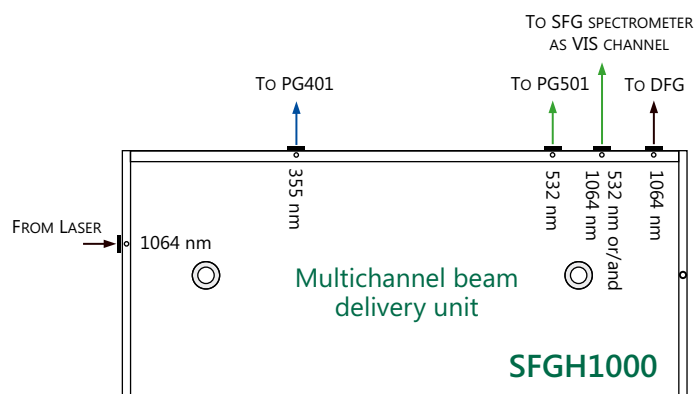 To SFG spectrometer
as VIS channel
To PG401
To PG501
To DFG
355 nm
532 nm
532 nm or/and
1064 nm
1064 nm
From Laser
1064 nm
Multichannel beam
delivery unit
SFGH1000